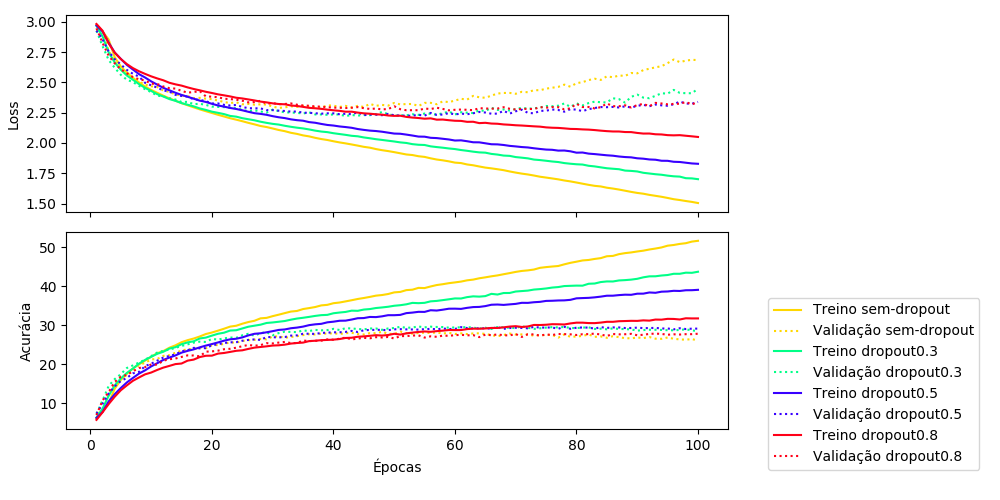 3.00
2.75
2.50
2.25
2.00
1.75
1.50
Loss
50
40
30
20
10
Acurácia
0 20 40 60 80 100
Épocas
Treino sem-dropout
Validação sem-dropout
Treino dropout0.3
Validação dropout0.3
Treino dropout0.5
Validação dropout0.5
Treino dropout0.8
Validação dropout0.8